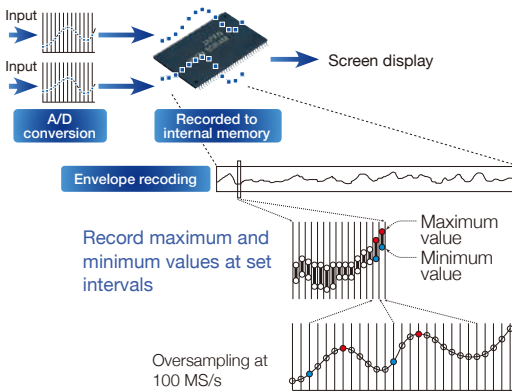 Input
Input
Screen display
A/D
conversion
Recorded to
internal memory
Envelope recoding
Record maximum and
minimum values at set
intervals
Maximum
value
Minimum
value
Oversampling at
100 MS/s